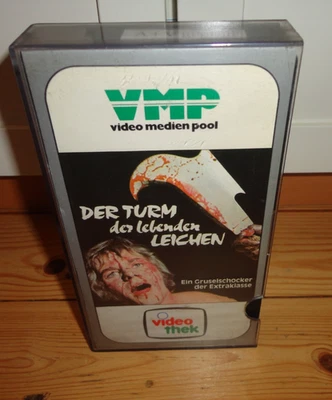 VMP
video medien pool
DER TURM
der lebenden
LEICHEN
Ein Gruselschocker
der Extraklasse
video
thek